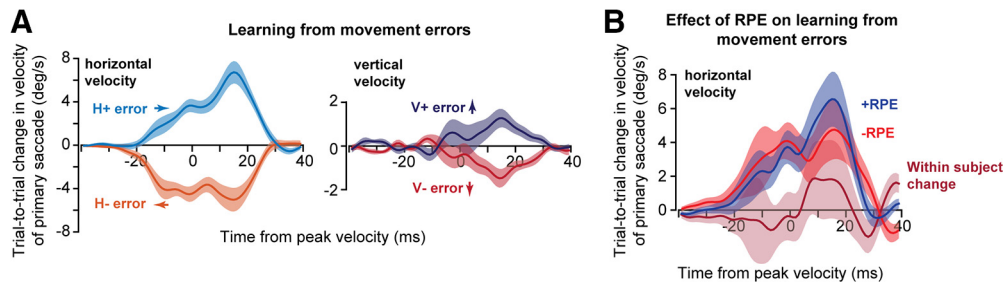 A
Learning from movement errors
Trial-to-trial change in velocity
of primary saccade (deg/s)
8
4
0
-4
-8
horizontal
velocity
H+ error
H- error
-20
0
20
40
vertical
velocity
2
0
-2
V+ error
V- error
-20
0
20
40
Time from peak velocity (ms)
B
Effect of RPE on learning from
movement errors
Trial-to-trial change in velocity
of primary saccade (deg/s)
8
6
4
2
0
horizontal
velocity
+RPE
-RPE
Within subject
change
-20
0
20
40
Time from peak velocity (ms)